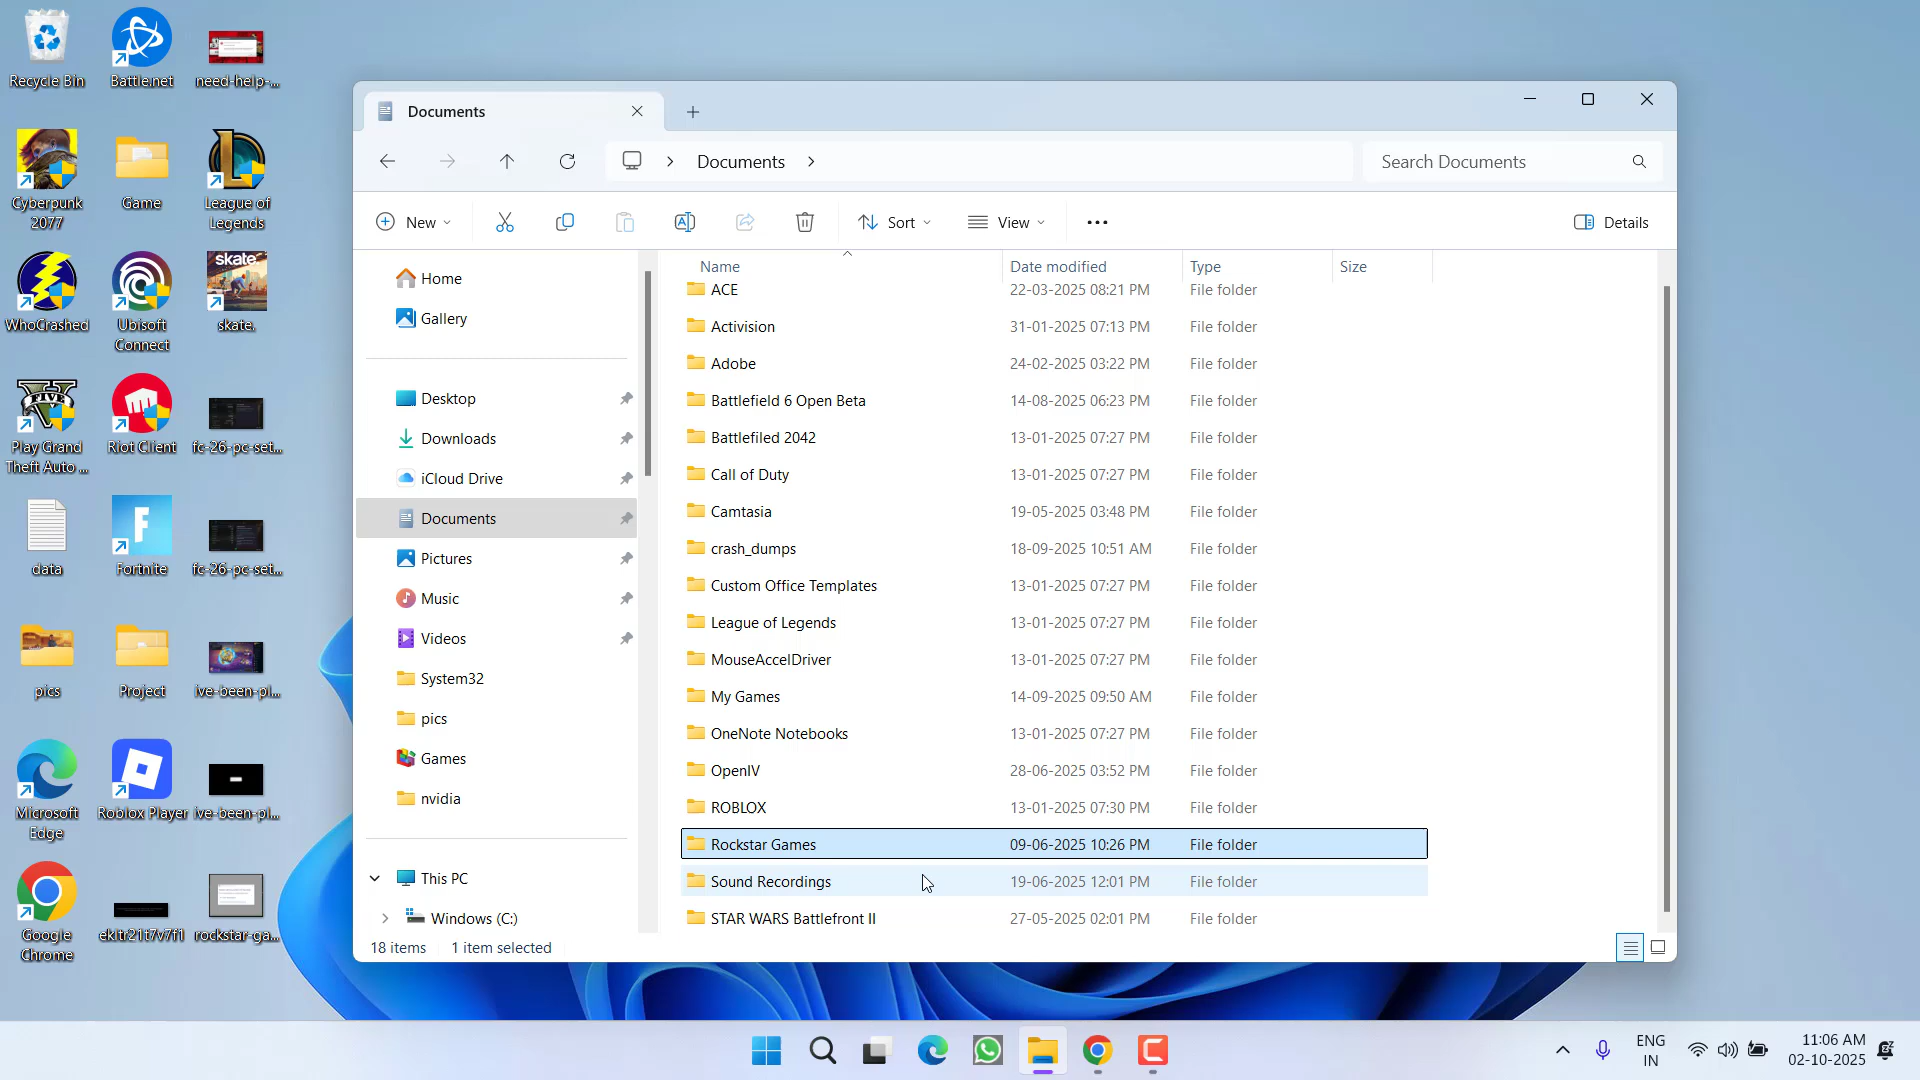 Recycle Bin
Battle.net
need-help-...
Cyberpunk
2077
Game
League of
Legends
WhoCrashed
Ubisoft
Connect
skate.
skate.
FIVE
Play Grand
Theft Auto ...
Riot Client
fc-26-pc-set...
data
Fortnite
fc-26-pc-set...
pics
Project
ive-been-pl...
Microsoft
Edge
Roblox Player
ive-been-pl...
Google
Chrome
ekltr21t7v7f1
rockstar-ga...
Documents
Documents
Search Documents
New
Sort
View
Details
Home
Gallery
Desktop
Downloads
iCloud Drive
Documents
Pictures
Music
Videos
System32
pics
Games
nvidia
This PC
Windows (C:)
Name Date modified Type Size
ACE 22-03-2025 08:21 PM File folder
Activision 31-01-2025 07:13 PM File folder
Adobe 24-02-2025 03:22 PM File folder
Battlefield 6 Open Beta 14-08-2025 06:23 PM File folder
Battlefiled 2042 13-01-2025 07:27 PM File folder
Call of Duty 13-01-2025 07:27 PM File folder
Camtasia 19-05-2025 03:48 PM File folder
crash_dumps 18-09-2025 10:51 AM File folder
Custom Office Templates 13-01-2025 07:27 PM File folder
League of Legends 13-01-2025 07:27 PM File folder
MouseAccelDriver 13-01-2025 07:27 PM File folder
My Games 14-09-2025 09:50 AM File folder
OneNote Notebooks 13-01-2025 07:27 PM File folder
OpenIV 28-06-2025 03:52 PM File folder
ROBLOX 13-01-2025 07:30 PM File folder
Rockstar Games 09-06-2025 10:26 PM File folder
Sound Recordings 19-06-2025 12:01 PM File folder
STAR WARS Battlefront II 27-05-2025 02:01 PM File folder
18 items 1 item selected
ENG
IN
11:06 AM
02-10-2025